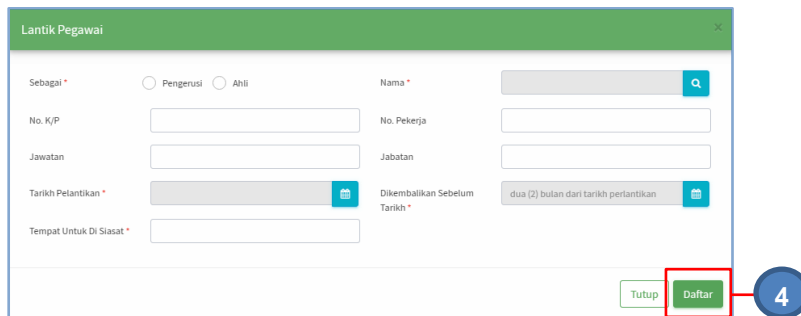 Lantik Pegawai ×
Sebagai * Pengerusi Ahli Nama *
No. K/P No. Pekerja
Jawatan Jabatan
Tarikh Pelantikan * Dikembalikan Sebelum dua (2) bulan dari tarikh perlantikan
Tarikh *
Tempat Untuk Di Siasat *
Tutup Daftar 4